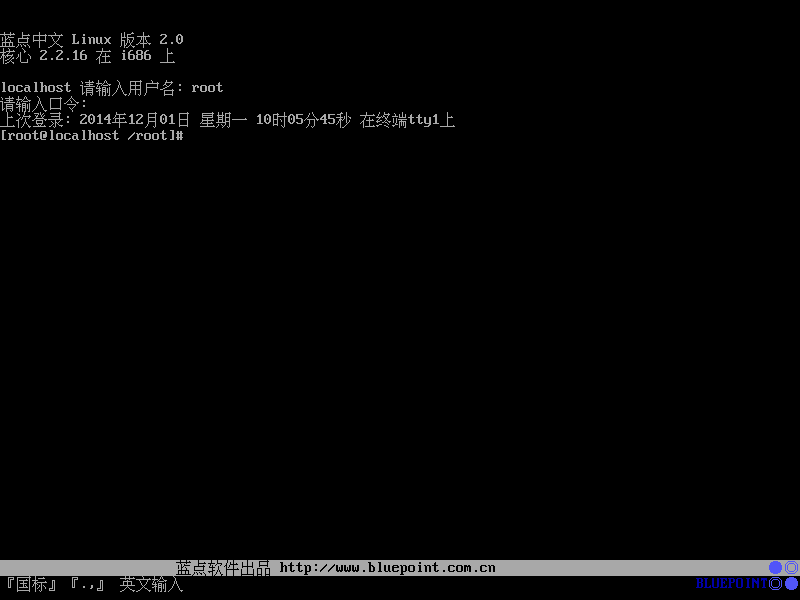 蓝点中文 Linux 版本 2.0
核心 2.2.16 在 i686 上
localhost 请输入用户名: root
请输入口令:
上次登录: 2014年12月01日 星期一 10时05分45秒 在终端tty1上
[root@localhost /root]#
蓝点软件出品 http://www.bluepoint.com.cn
『国标』『.,』 英文输入 BLUEPOINT